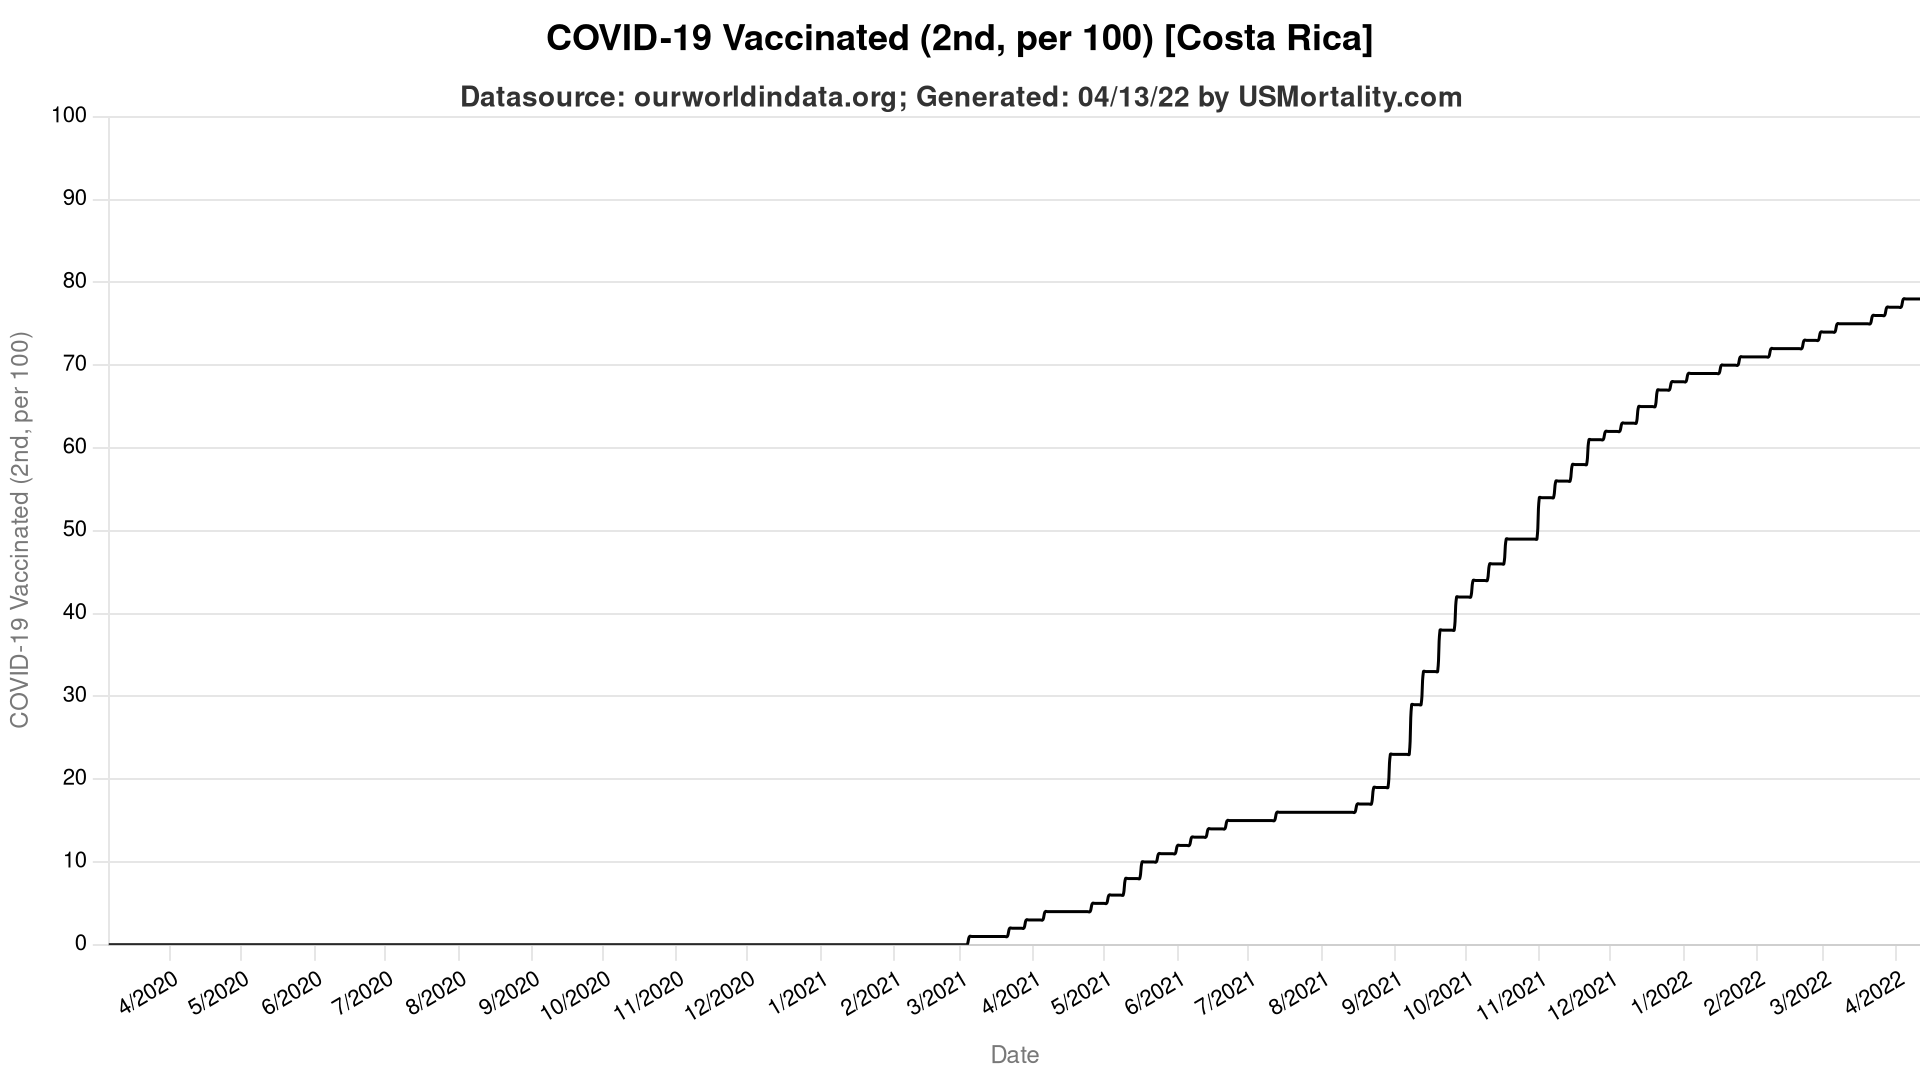 COVID-19 Vaccinated (2nd, per 100) [Costa Rica]
Datasource: ourworldindata.org; Generated: 04/13/22 by USMortality.com
COVID-19 Vaccinated (2nd, per 100)
100
90
80
70
60
50
40
30
20
10
0
4/2020 5/2020 6/2020 7/2020 8/2020 9/2020 10/2020 11/2020 12/2020 1/2021 2/2021 3/2021 4/2021 5/2021 6/2021 7/2021 8/2021 9/2021 10/2021 11/2021 12/2021 1/2022 2/2022 3/2022 4/2022
Date